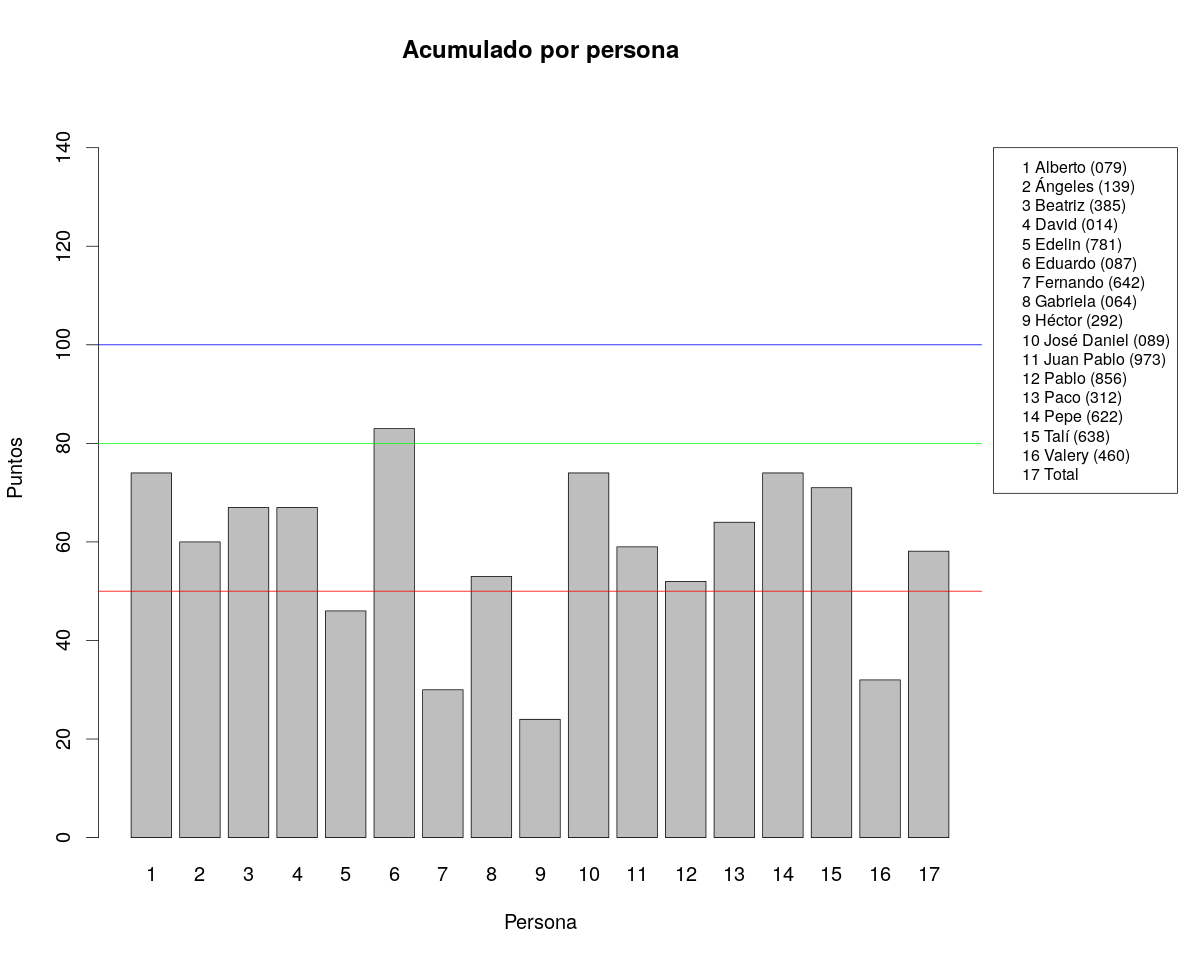 Acumulado por persona
140
120
100
80
60
40
20
0
Puntos
1 2 3 4 5 6 7 8 9 10 11 12 13 14 15 16 17
Persona
1 Alberto (079)
2 Ángeles (139)
3 Beatriz (385)
4 David (014)
5 Edelin (781)
6 Eduardo (087)
7 Fernando (642)
8 Gabriela (064)
9 Héctor (292)
10 José Daniel (089)
11 Juan Pablo (973)
12 Pablo (856)
13 Paco (312)
14 Pepe (622)
15 Talí (638)
16 Valery (460)
17 Total